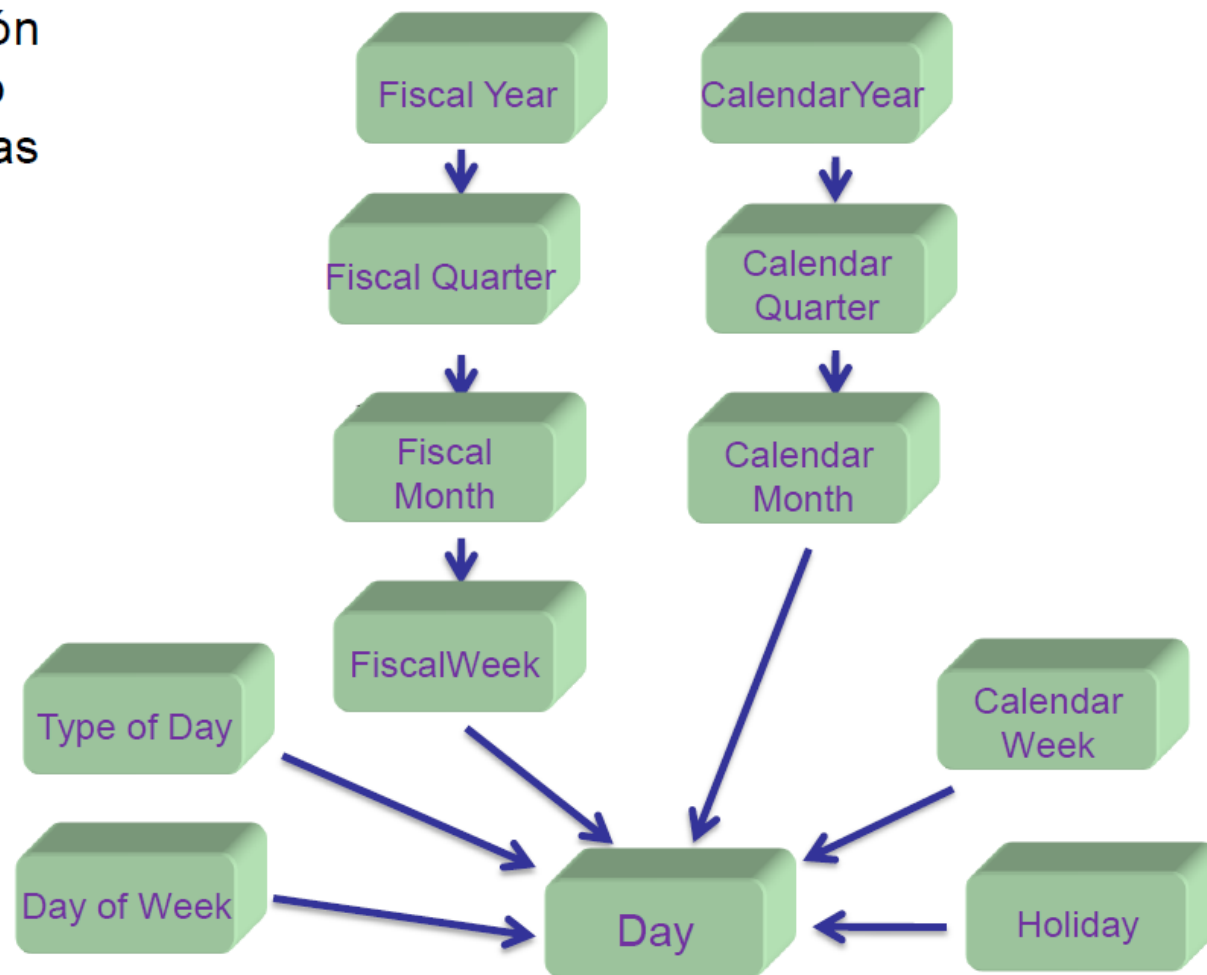 ón
o
as
Fiscal Year
CalendarYear
Fiscal Quarter
Calendar
Quarter
Fiscal
Month
Calendar
Month
FiscalWeek
Type of Day
Calendar
Week
Day of Week
Day
Holiday